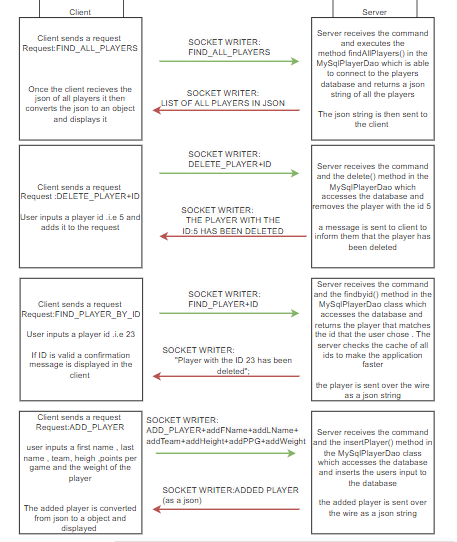 Client
Server
Client sends a request
Request:FIND_ALL_PLAYERS
Once the client recieves the
json of all players it then
converts the json to an object
and displays it
SOCKET WRITER:
FIND_ALL_PLAYERS
SOCKET WRITER:
LIST OF ALL PLAYERS IN JSON
Server receives the command
and executes the
method findAllPlayers() in the
MySqlPlayerDao which is able
to connect to the players
database and returns a json
string of all the players
The json string is then sent to
the client
Client sends a request
Request :DELETE_PLAYER+ID
User inputs a player id .i.e 5 and
adds it to the request
SOCKET WRITER:
DELETE_PLAYER+ID
SOCKET WRITER:
THE PLAYER WITH THE
ID:5 HAS BEEN DELETED
Server receives the command
and the delete() method in the
MySqlPlayerDao which
accesses the database and
removes the player with the id 5
a message is sent to client to
inform them that the player has
been deleted
Client sends a request
Request:FIND_PLAYER_BY_ID
User inputs a player id .i.e 23
If ID is valid a confirmation
message is displayed in the
client
SOCKET WRITER:
FIND_PLAYER+ID
SOCKET WRITER:
"Player with the ID 23 has been
deleted";
Server receives the command
and the findbyid() method in the
MySqlPlayerDao class which
accesses the database and
returns the player that matches
the id that the user chose . The
server checks the cache of all
ids to make the application
faster
the player is sent over the wire
as a json string
Client sends a request
Request:ADD_PLAYER
user inputs a first name , last
name , team, heigh ,points per
game and the weight of the
player
The added player is converted
from json to a object and
displayed
SOCKET WRITER:
ADD_PLAYER+addFName+addLName+
addTeam+addHeight+addPPG+addWeight
SOCKET WRITER:ADDED PLAYER
(as a json)
Server receives the command
and the insertPlayer() method in
the MySqlPlayerDao class
which accesses the database
and inserts the users input to
the database
the added player is sent over
the wire as a json string